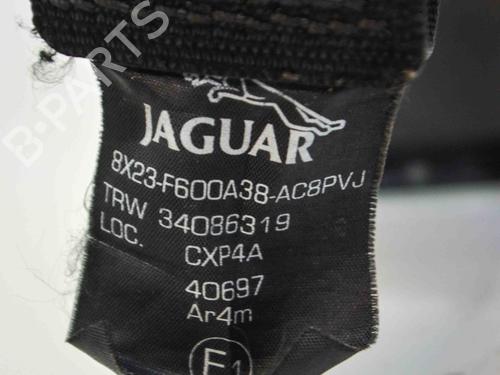 JAGUAR
8X23-F600A38-AC8PVJ
TRW 34086319
LOC. CXP4A
40697
Ar4m
E1
B-PARTS